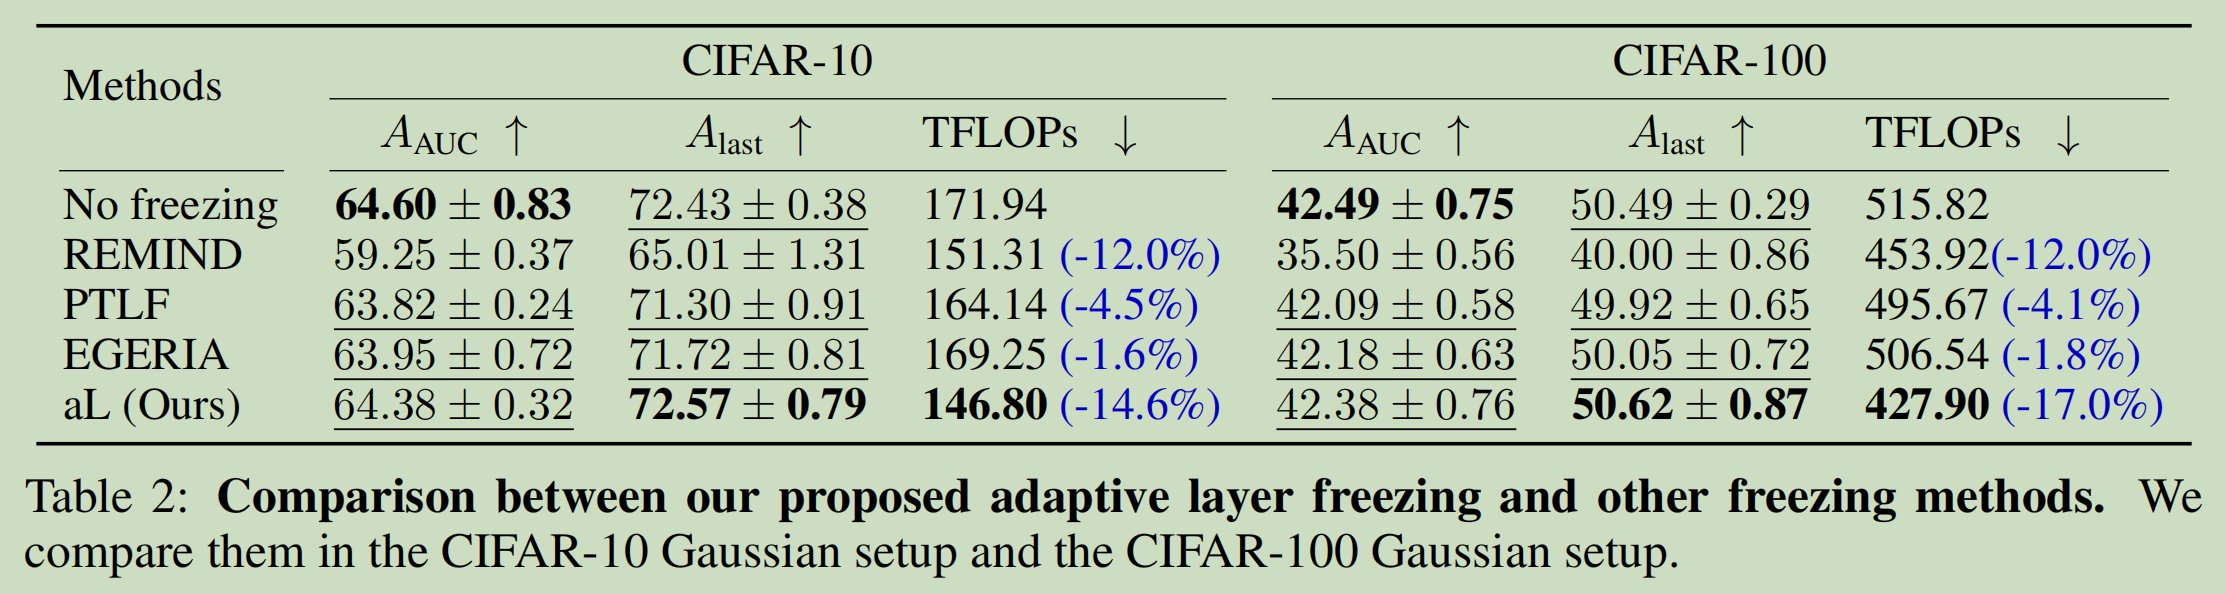 Methods CIFAR-10 CIFAR-100
A_AUC ↑ A_last ↑ TFLOPs ↓ A_AUC ↑ A_last ↑ TFLOPs ↓
No freezing 64.60 ± 0.83 72.43 ± 0.38 171.94 42.49 ± 0.75 50.49 ± 0.29 515.82
REMIND 59.25 ± 0.37 65.01 ± 1.31 151.31 (-12.0%) 35.50 ± 0.56 40.00 ± 0.86 453.92(-12.0%)
PTLF 63.82 ± 0.24 71.30 ± 0.91 164.14 (-4.5%) 42.09 ± 0.58 49.92 ± 0.65 495.67 (-4.1%)
EGERIA 63.95 ± 0.72 71.72 ± 0.81 169.25 (-1.6%) 42.18 ± 0.63 50.05 ± 0.72 506.54 (-1.8%)
aL (Ours) 64.38 ± 0.32 72.57 ± 0.79 146.80 (-14.6%) 42.38 ± 0.76 50.62 ± 0.87 427.90 (-17.0%)
Table 2: Comparison between our proposed adaptive layer freezing and other freezing methods. We
compare them in the CIFAR-10 Gaussian setup and the CIFAR-100 Gaussian setup.